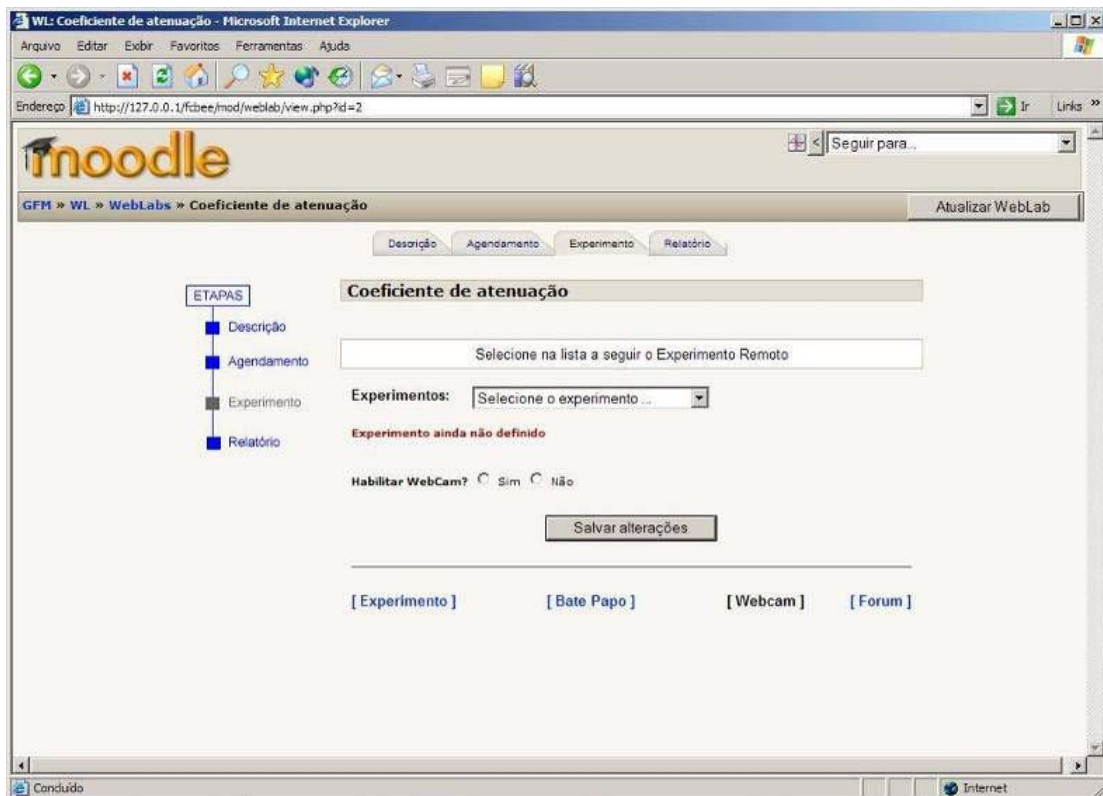 WL: Coeficiente de atenuação - Microsoft Internet Explorer
Arquivo Editar Exibir Favoritos Ferramentas Ajuda
Endereço http://127.0.0.1/fcbee/mod/weblab/view.php?id=2 Ir Links »
moodle < Seguir para...
GFM » WL » WebLabs » Coeficiente de atenuação Atualizar WebLab
Descrição Agendamento Experimento Relatório
ETAPAS
Descrição
Agendamento
Experimento
Relatório
Coeficiente de atenuação
Selecione na lista a seguir o Experimento Remoto
Experimentos: Selecione o experimento ...
Experimento ainda não definido
Habilitar WebCam? Sim Não
Salvar alterações
[ Experimento ] [ Bate Papo ] [ Webcam ] [ Forum ]
Concluído Internet